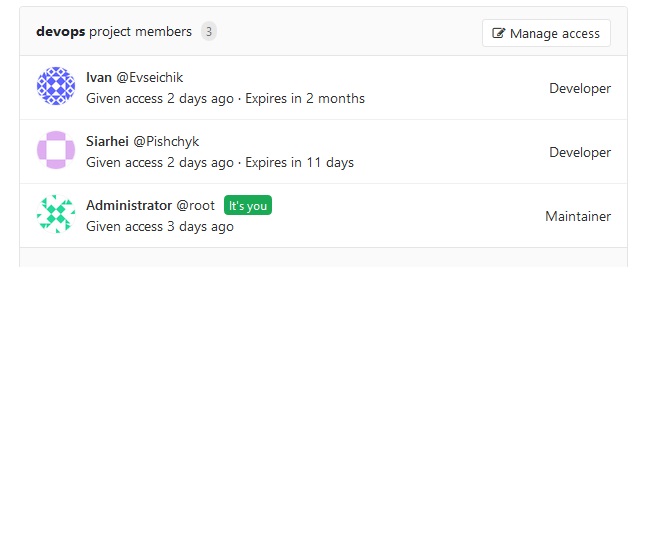 devops project members 3 Manage access
Ivan @Evseichik
Given access 2 days ago · Expires in 2 months
Developer
Siarhei @Pishchyk
Given access 2 days ago · Expires in 11 days
Developer
Administrator @root It's you
Given access 3 days ago
Maintainer